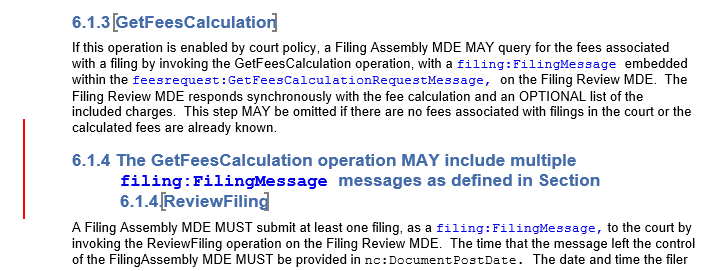 6.1.3 [GetFeesCalculation]
If this operation is enabled by court policy, a Filing Assembly MDE MAY query for the fees associated
with a filing by invoking the GetFeesCalculation operation, with a filing:FilingMessage embedded
within the feesrequest:GetFeesCalculationRequestMessage, on the Filing Review MDE. The
Filing Review MDE responds synchronously with the fee calculation and an OPTIONAL list of the
included charges. This step MAY be omitted if there are no fees associated with filings in the court or the
calculated fees are already known.
6.1.4 The GetFeesCalculation operation MAY include multiple
filing:FilingMessage messages as defined in Section
6.1.4.[ReviewFiling]
A Filing Assembly MDE MUST submit at least one filing, as a filing:FilingMessage, to the court by
invoking the ReviewFiling operation on the Filing Review MDE. The time that the message left the control
of the FilingAssembly MDE MUST be provided in nc:DocumentPostDate. The date and time the filer